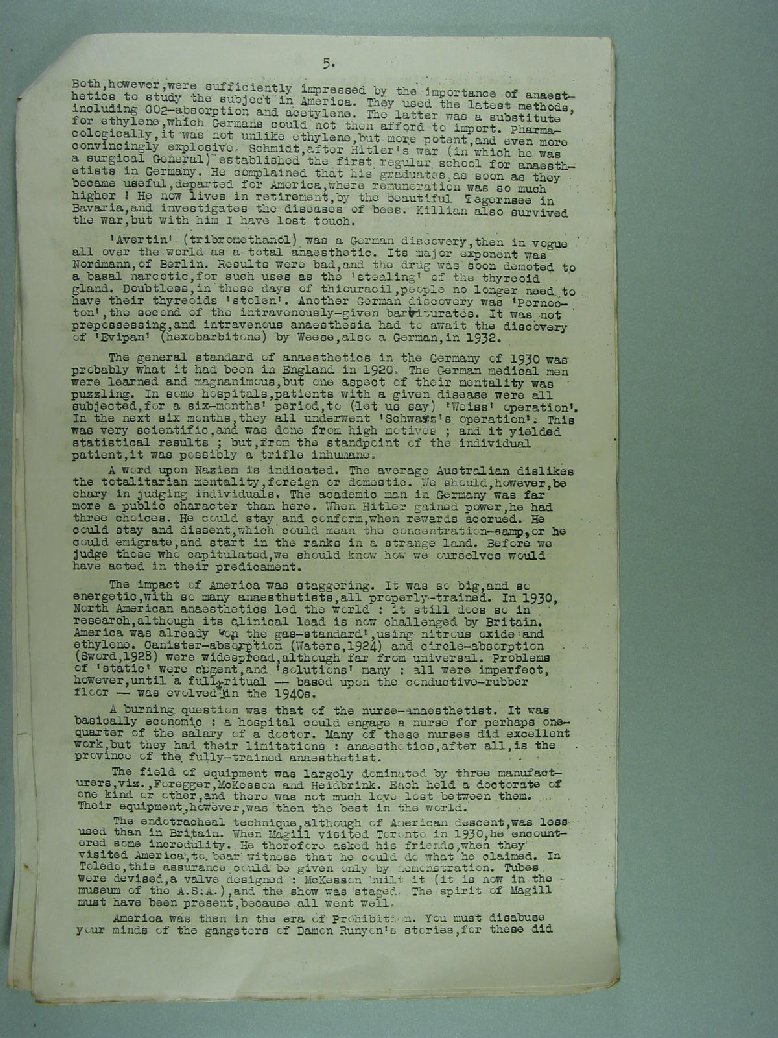 5.
Both,however,were sufficiently impressed by the importance of anaest-
hetics to study the subject in America. They used the latest methods,
including CO2-absorption and acetylene. The latter was a substitute
for ethylene,which Germans could not then afford to import. Pharma-
cologically,it was not unlike ethylene,but more potent,and even more
convincingly explosive. Schmidt,after Hitler's war (in which he was
a surgical General) established the first regular school for anaesth-
etists in Germany. He complained that his graduates,as soon as they
became useful,departed for America,where remuneration was so much
higher ! He now lives in retirement,by the beautiful Tegernsee in
Bavaria,and investigates the diseases of bees. Killian also survived
the war,but with him I have lost touch.
'Avertin' (tribromethanol) was a German discovery,then in vogue
all over the world as a total anaesthetic. Its major exponent was
Nordmann,of Berlin. Results were bad,and the drug was soon demoted to
a basal narcotic,for such uses as the 'stealing' of the thyreoid
gland. Doubtless,in these days of thiouracil,people no longer need to
have their thyreoids 'stolen'. Another German discovery was 'Pernoc-
ton',the second of the intravenously-given barbiturates. It was not
prepossessing,and intravenous anaesthesia had to await the discovery
of 'Evipan' (hexobarbitone) by Weese,also a German,in 1932.
The general standard of anaesthetics in the Germany of 1930 was
probably what it had been in England in 1920. The German medical men
were learned and magnanimous,but one aspect of their mentality was
puzzling. In some hospitals,patients with a given disease were all
subjected,for a six-months' period,to (let us say) 'Weiss' operation'.
In the next six months,they all underwent 'Schwarz's operation'. This
was very scientific,and was done from high motives ; and it yielded
statistical results ; but,from the standpoint of the individual
patient,it was possibly a trifle inhumane.
A word upon Nazism is indicated. The average Australian dislikes
the totalitarian mentality,foreign or domestic. We should,however,be
chary in judging individuals. The academic man in Germany was far
more a public character than here. When Hitler gained power,he had
three choices. He could stay and conform,when rewards accrued. He
could stay and dissent,which could mean the concentration-camp,or he
could emigrate,and start in the ranks in a strange land. Before we
judge those who capitulated,we should know how we ourselves would
have acted in their predicament.
The impact of America was staggering. It was so big,and so
energetic,with so many anaesthetists,all properly-trained. In 1930,
North American anaesthetics led the world : it still does so in
research,although its clinical lead is now challenged by Britain.
America was already 'on the gas-standard',using nitrous oxide and
ethylene. Canister-absorption (Waters,1924) and circle-absorption
(Sword,1928) were widespread,although far from universal. Problems
of 'static' were urgent,and 'solutions' many : all were imperfect,
however,until a full ritual — based upon the conductive-rubber
floor — was evolved in the 1940s.
A burning question was that of the nurse-anaesthetist. It was
basically economic : a hospital could engage a nurse for perhaps one-
quarter of the salary of a doctor. Many of these nurses did excellent
work,but they had their limitations : anaesthetics,after all,is the
province of the fully-trained anaesthetist.
The field of equipment was largely dominated by three manufact-
urers,viz.,Foregger,McKesson and Heidbrink. Each held a doctorate of
one kind or other,and there was not much love lost between them.
Their equipment,however,was then the best in the world.
The endotracheal technique,although of American descent,was less
used than in Britain. When Magill visited Toronto in 1930,he encount-
ered some incredulity. He therefore asked his friends,when they
visited America,to bear witness that he could do what he claimed. In
Toledo,this assurance could be given only by demonstration. Tubes
were devised,a valve designed : McKesson built it (it is now in the
museum of the A.S.A.),and the show was staged. The spirit of Magill
must have been present,because all went well.
America was then in the era of Prohibition. You must disabuse
your minds of the gangsters of Damon Runyon's stories,for these did